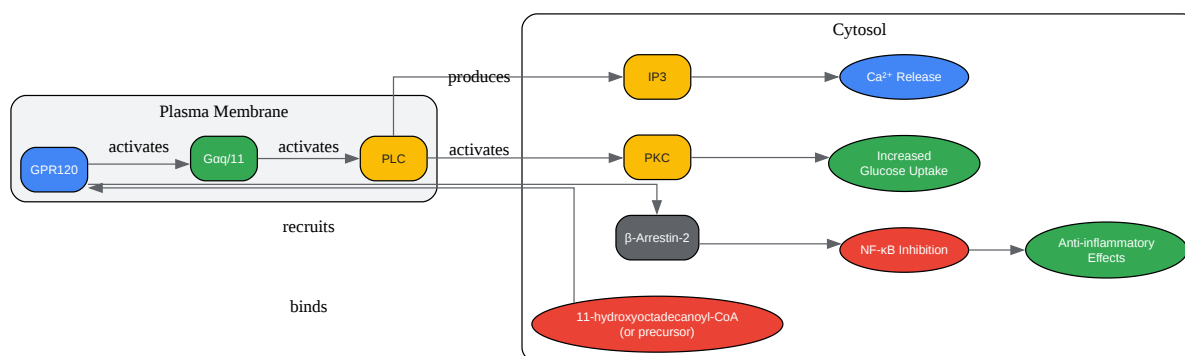 Cytosol
produces
IP3
Ca²⁺ Release
Plasma Membrane
GPR120
activates
Gαq/11
activates
PLC
activates
PKC
Increased
Glucose Uptake
recruits
β-Arrestin-2
NF-κB Inhibition
Anti-inflammatory
Effects
binds
11-hydroxyoctadecanoyl-CoA
(or precursor)